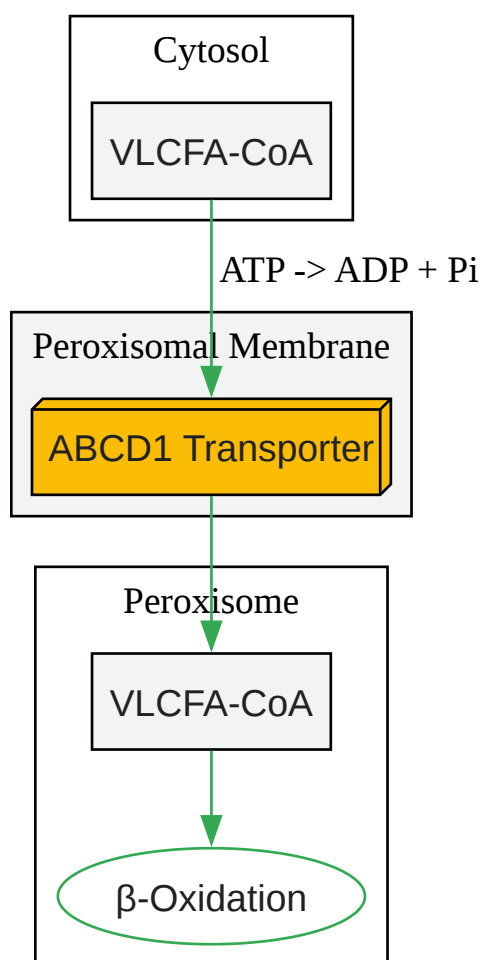 Cytosol
VLCFA-CoA
ATP -> ADP + Pi
Peroxisomal Membrane
ABCD1 Transporter
Peroxisome
VLCFA-CoA
β-Oxidation